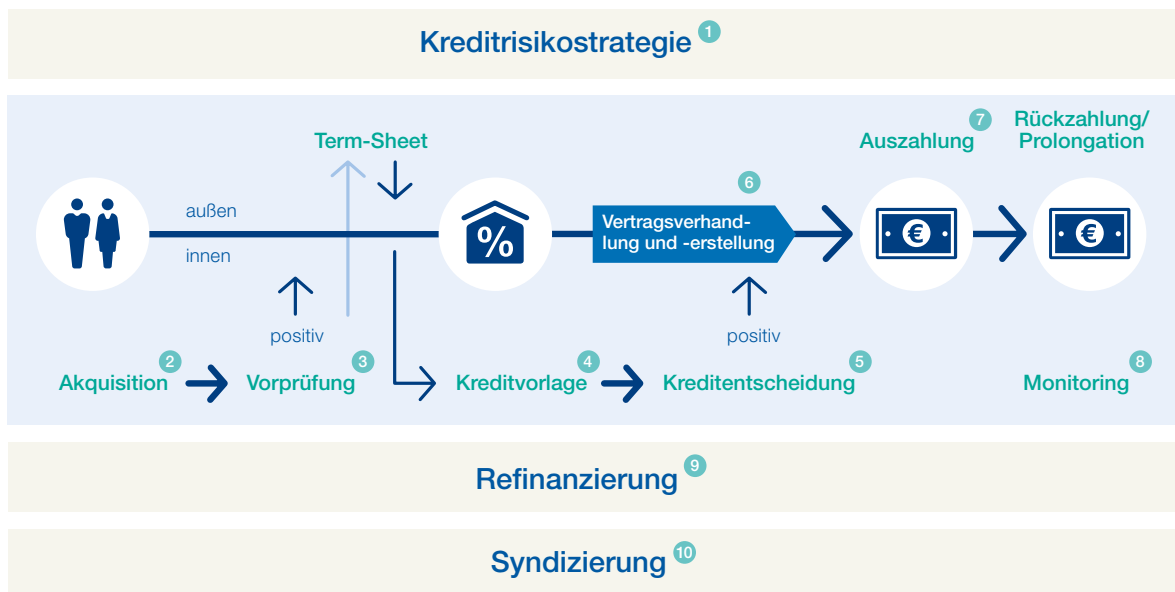 Kreditrisikostrategie 1
Term-Sheet
Auszahlung 7
Rückzahlung/
Prolongation
außen
innen
%
6
Vertragsverhand-
lung und -erstellung
€
€
positiv
positiv
Akquisition 2
Vorprüfung 3
Kreditvorlage 4
Kreditentscheidung 5
Monitoring 8
Refinanzierung 9
Syndizierung 10